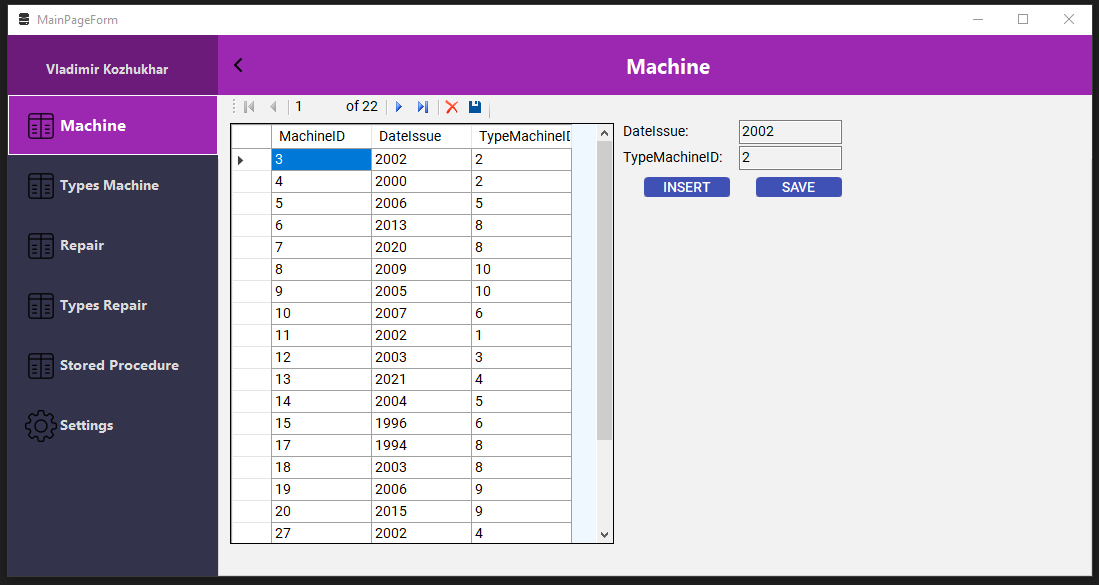 MainPageForm
Vladimir Kozhukhar
Machine
Machine
Types Machine
Repair
Types Repair
Stored Procedure
Settings
1 of 22
MachineID DateIssue TypeMachineID
3 2002 2
4 2000 2
5 2006 5
6 2013 8
7 2020 8
8 2009 10
9 2005 10
10 2007 6
11 2002 1
12 2003 3
13 2021 4
14 2004 5
15 1996 6
17 1994 8
18 2003 8
19 2006 9
20 2015 9
27 2002 4
DateIssue: 2002
TypeMachineID: 2
INSERT SAVE